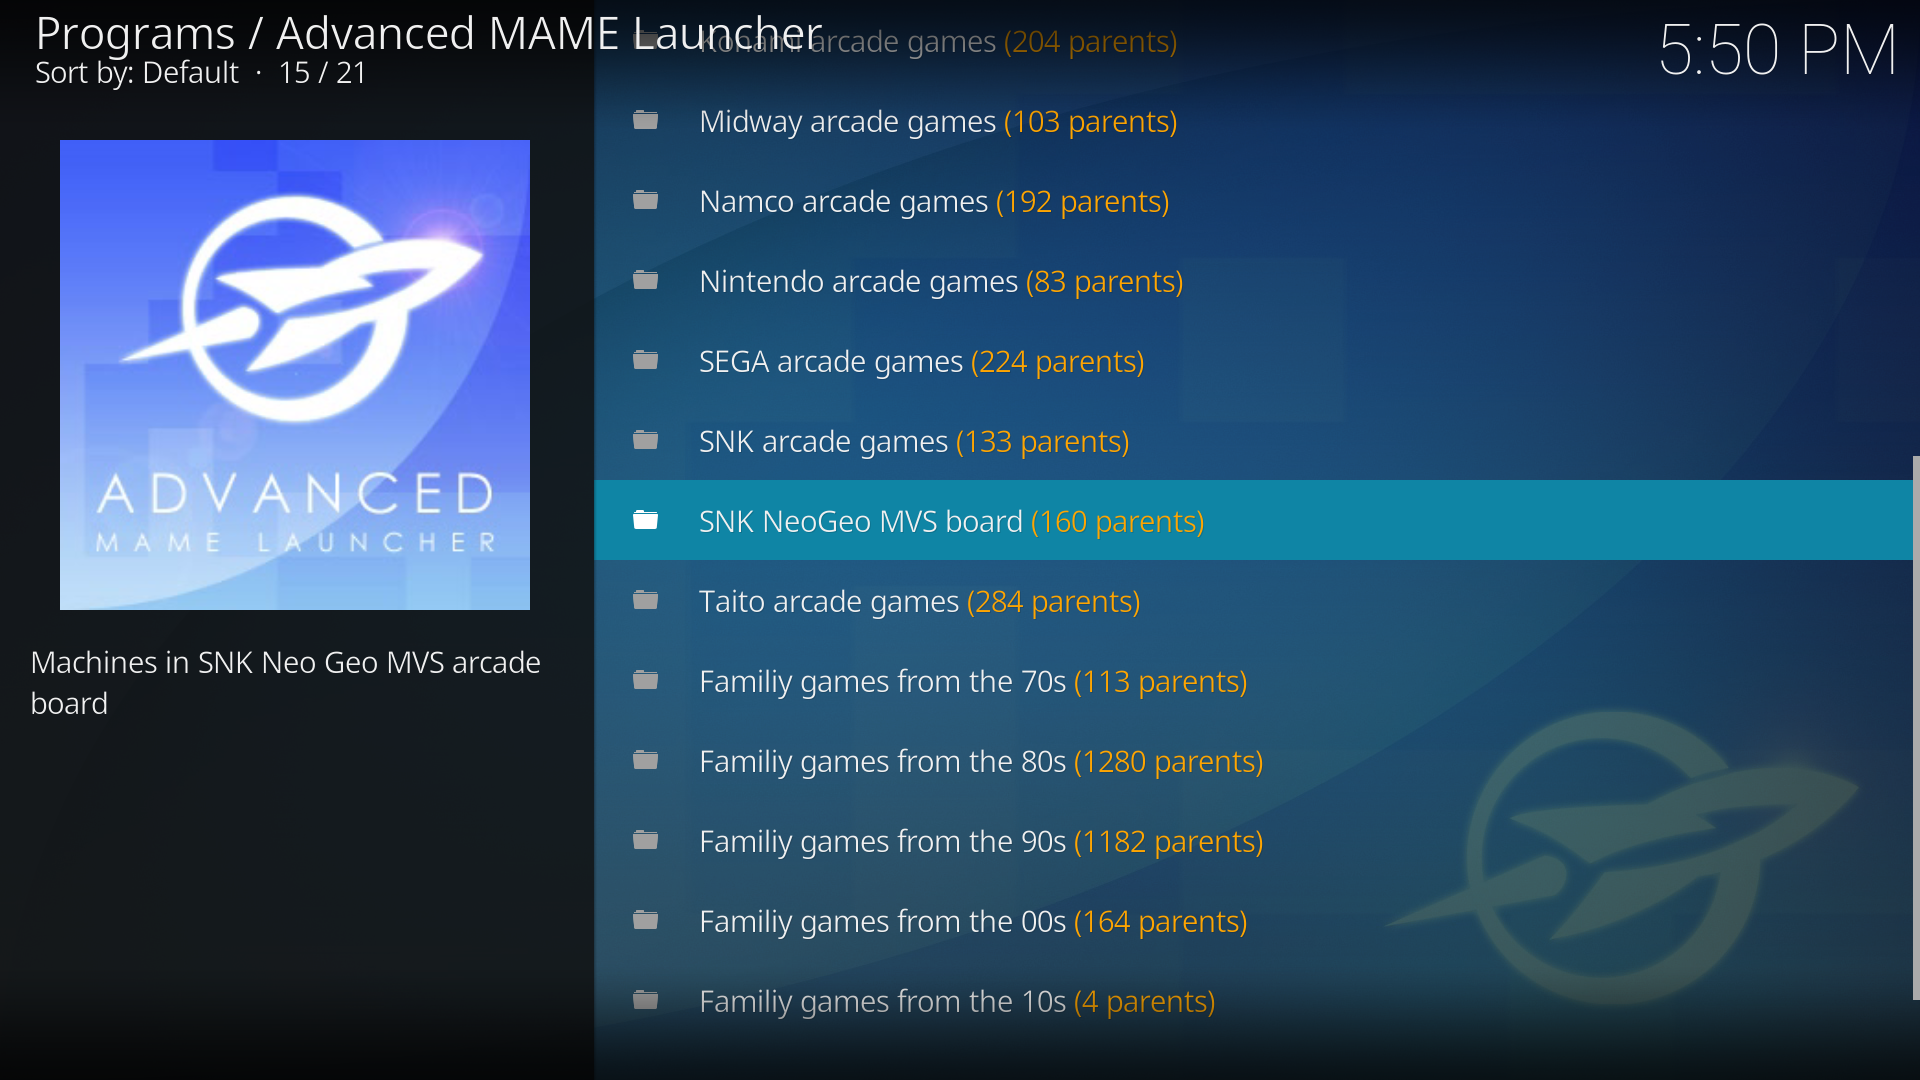 Programs / Advanced MAME Launcher
Sort by: Default · 15 / 21
5:50 PM
ADVANCED
MAME LAUNCHER
Machines in SNK Neo Geo MVS arcade
board
Konami arcade games (204 parents)
Midway arcade games (103 parents)
Namco arcade games (192 parents)
Nintendo arcade games (83 parents)
SEGA arcade games (224 parents)
SNK arcade games (133 parents)
SNK NeoGeo MVS board (160 parents)
Taito arcade games (284 parents)
Familiy games from the 70s (113 parents)
Familiy games from the 80s (1280 parents)
Familiy games from the 90s (1182 parents)
Familiy games from the 00s (164 parents)
Familiy games from the 10s (4 parents)